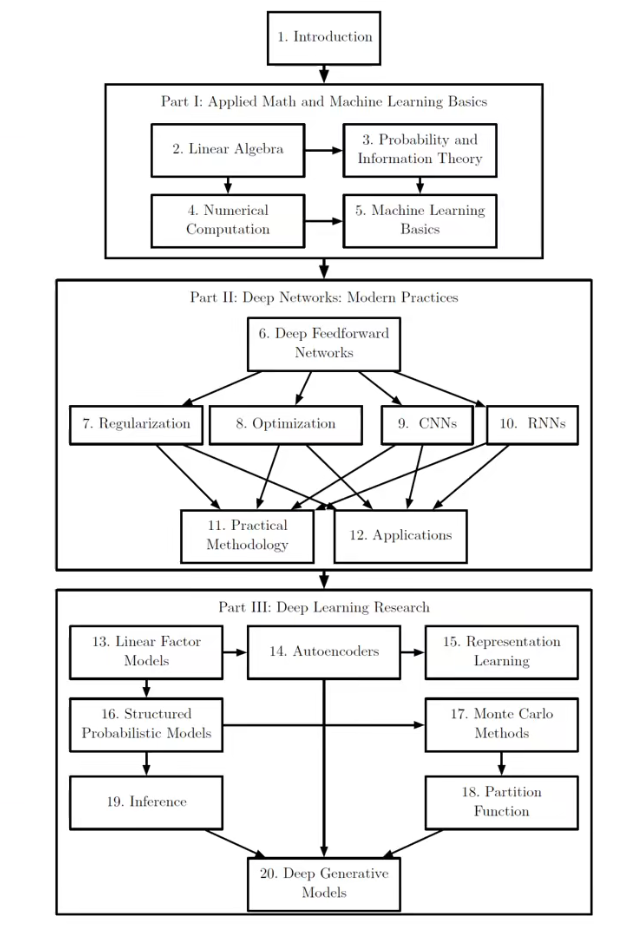 1. Introduction
Part I: Applied Math and Machine Learning Basics
2. Linear Algebra
3. Probability and
Information Theory
4. Numerical
Computation
5. Machine Learning
Basics
Part II: Deep Networks: Modern Practices
6. Deep Feedforward
Networks
7. Regularization
8. Optimization
9. CNNs
10. RNNs
11. Practical
Methodology
12. Applications
Part III: Deep Learning Research
13. Linear Factor
Models
14. Autoencoders
15. Representation
Learning
16. Structured
Probabilistic Models
17. Monte Carlo
Methods
19. Inference
18. Partition
Function
20. Deep Generative
Models